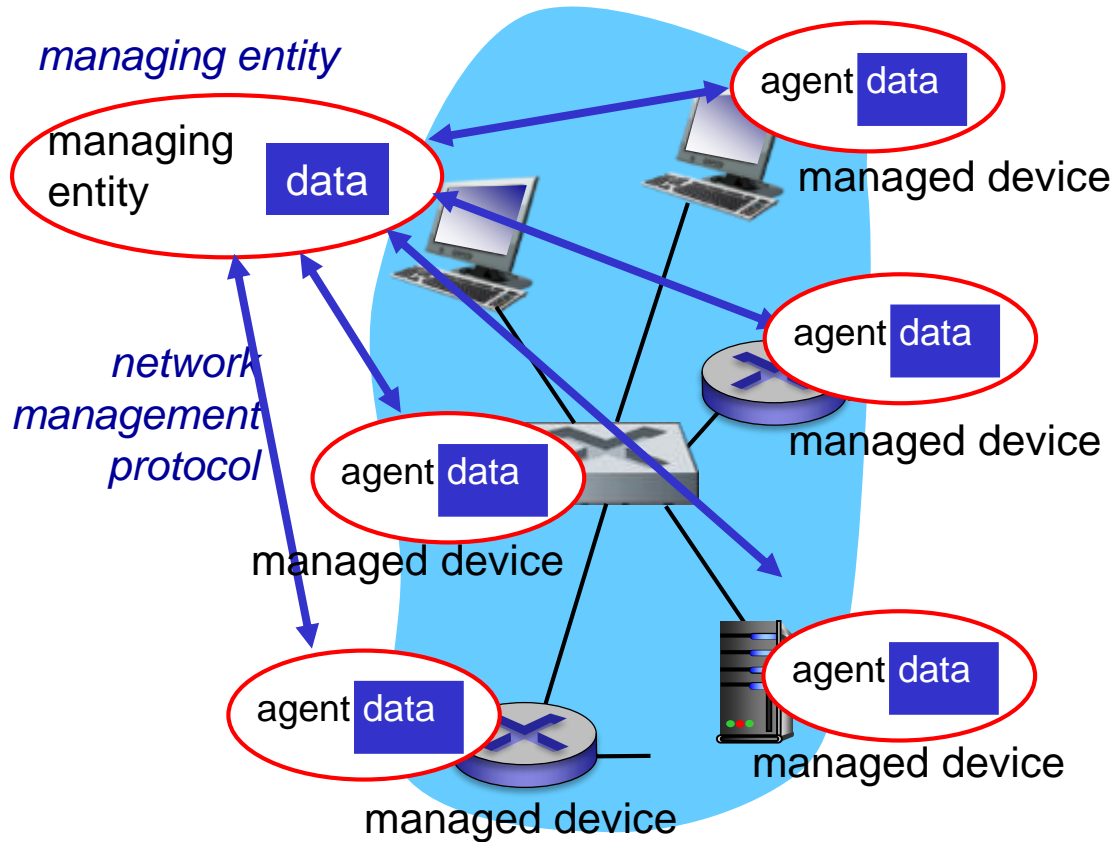 managing entity
managing
entity
data
agent data
managed device
agent data
managed device
network
management
protocol
agent data
managed device
agent data
managed device
agent data
managed device